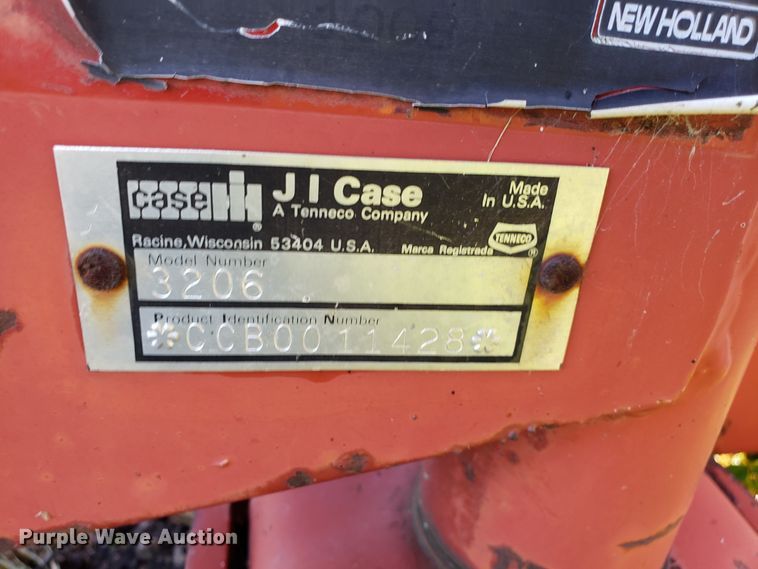 NEW HOLLAND
case IH
J I Case
A Tenneco Company
Made
In U.S.A.
Racine, Wisconsin 53404 U.S.A.
Marca Registrada
TENNECO
Model Number
3206
Product Identification Number
*CCB0011428*
Purple Wave Auction